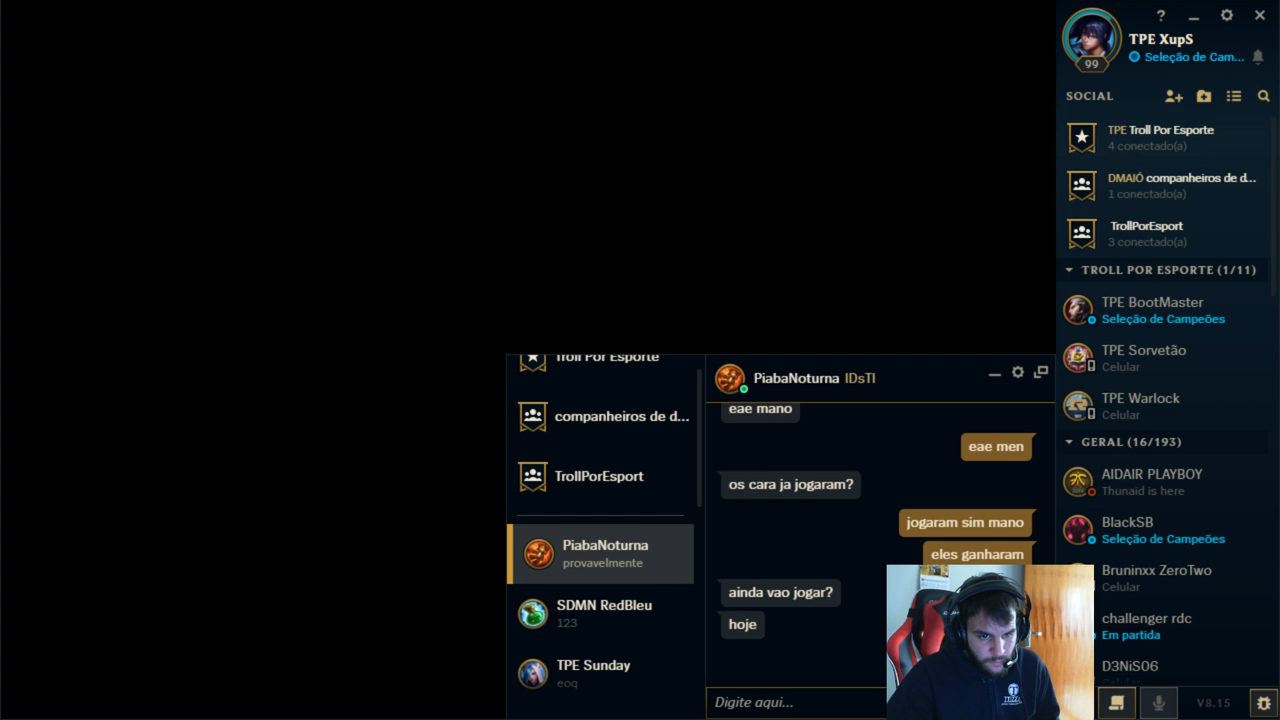 TPE XupS
99
Seleção de Cam...
SOCIAL
TPE Troll Por Esporte
4 conectado(a)
DMAIÓ companheiros de d...
1 conectado(a)
TrollPorEsport
3 conectado(a)
TROLL POR ESPORTE (1/11)
TPE BootMaster
Seleção de Campeões
TPE Sorvetão
Celular
TPE Warlock
Celular
GERAL (16/193)
AIDAIR PLAYBOY
Thunaid is here
BlackSB
Seleção de Campeões
Bruninxx ZeroTwo
Celular
challenger rdc
Em partida
D3NiS06
V8.15
Troll Por Esporte
companheiros de d...
TrollPorEsport
PiabaNoturna
provavelmente
SDMN RedBleu
123
TPE Sunday
eoq
PiabaNoturna IDsTI
eae mano
eae men
os cara ja jogaram?
jogaram sim mano
eles ganharam
ainda vao jogar?
hoje
Digite aqui...